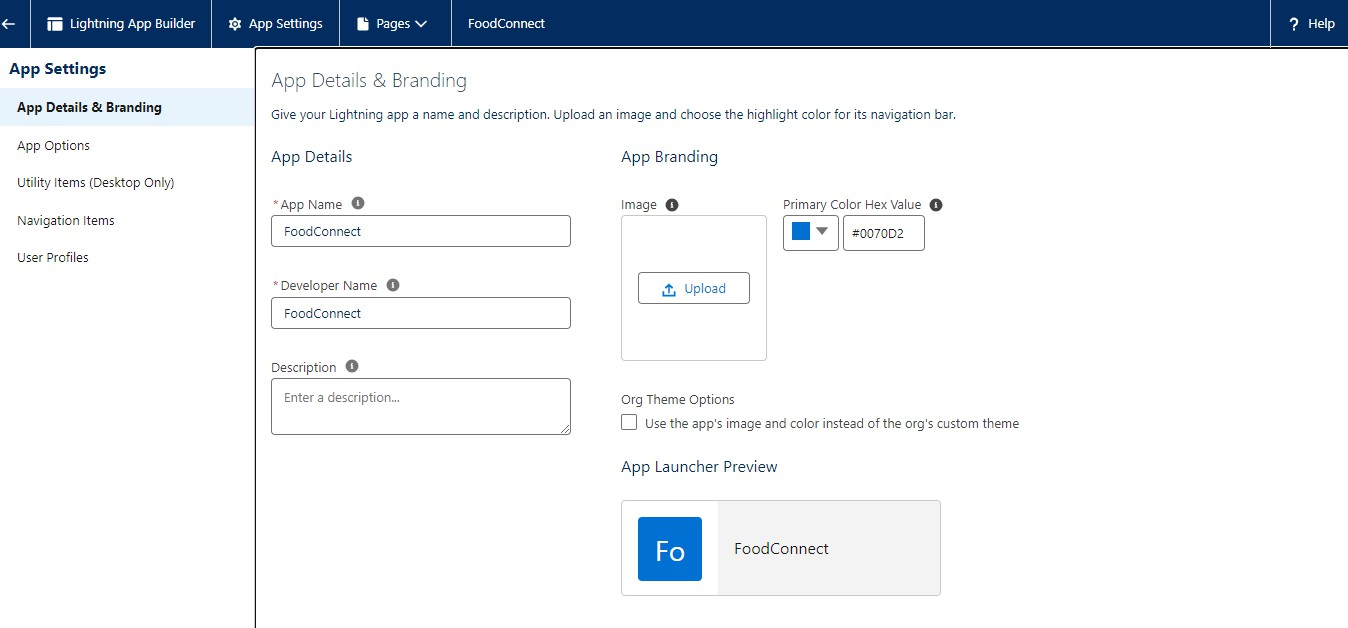 Lightning App Builder
App Settings
Pages
FoodConnect
? Help
App Settings
App Details & Branding
App Options
Utility Items (Desktop Only)
Navigation Items
User Profiles
App Details & Branding
Give your Lightning app a name and description. Upload an image and choose the highlight color for its navigation bar.
App Details
* App Name
FoodConnect
* Developer Name
FoodConnect
Description
Enter a description...
App Branding
Image
Upload
Primary Color Hex Value
#0070D2
Org Theme Options
Use the app's image and color instead of the org's custom theme
App Launcher Preview
Fo
FoodConnect